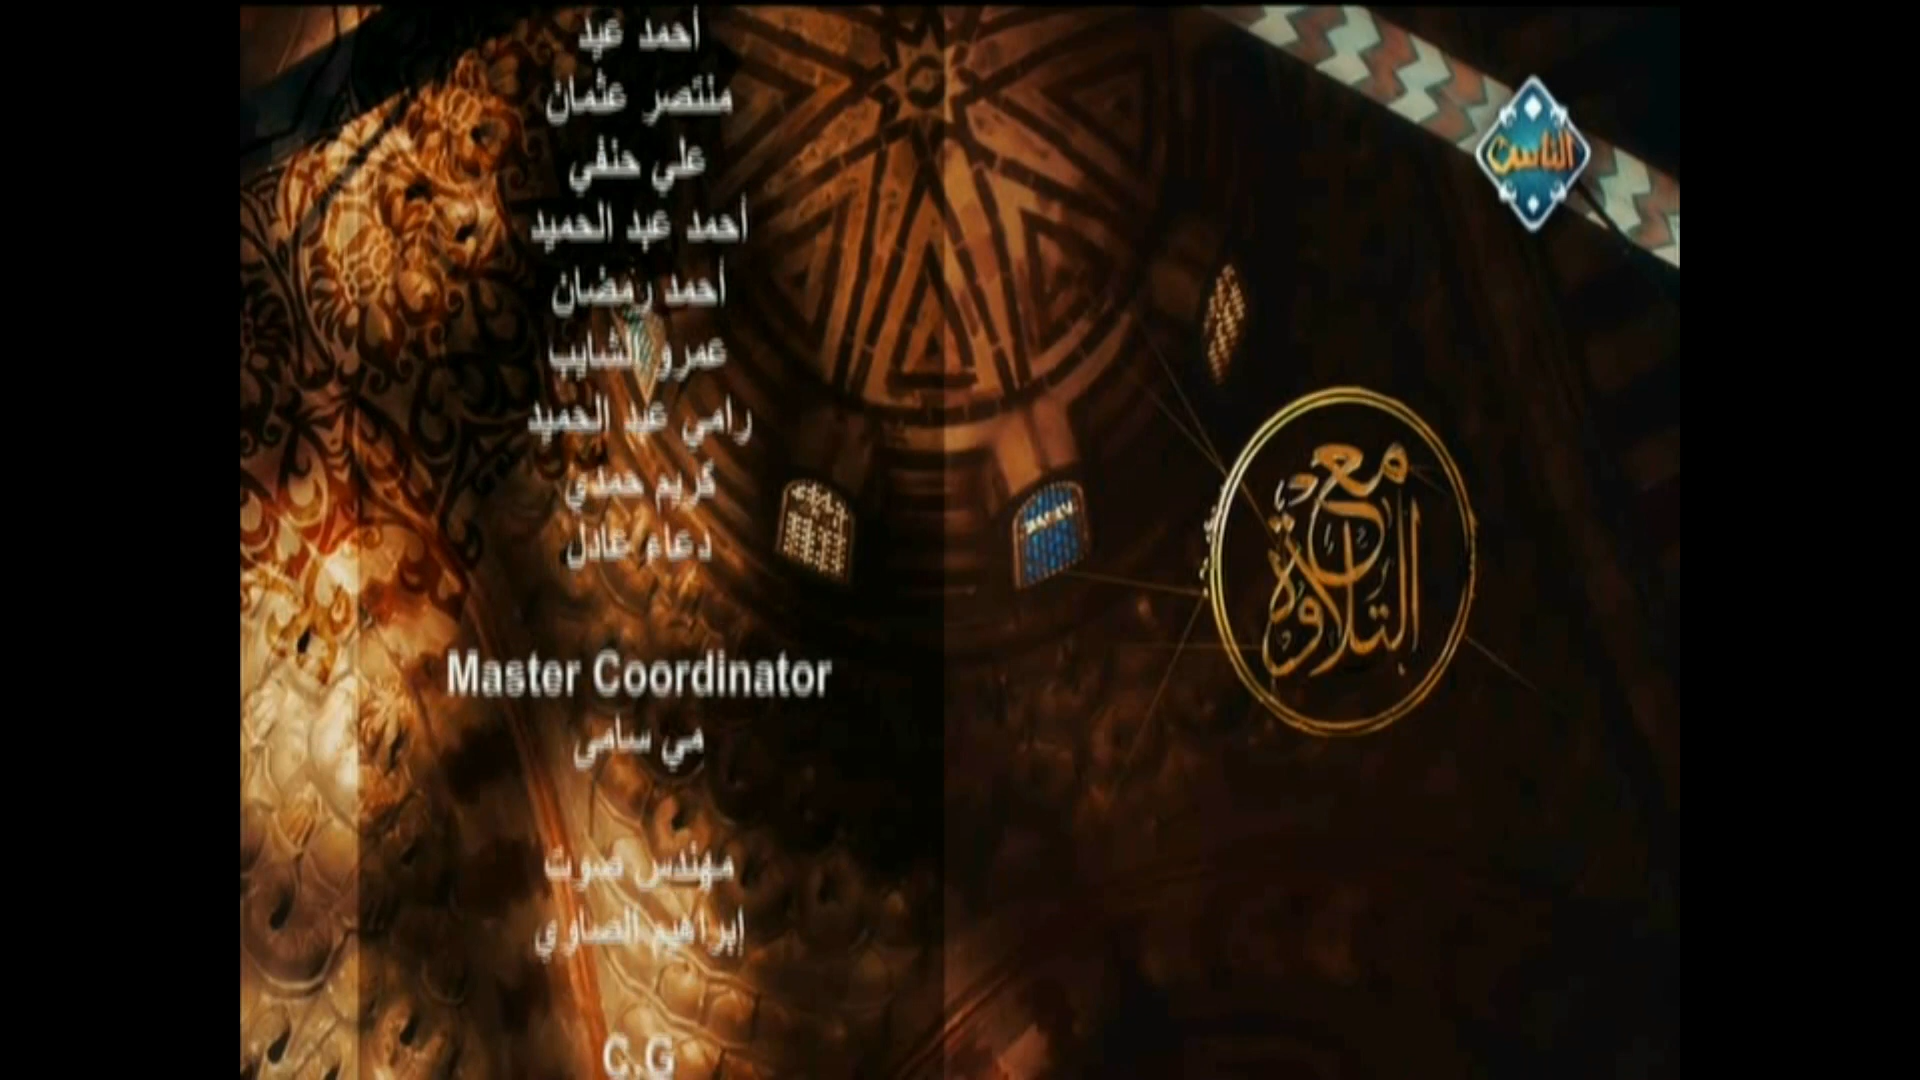 أحمد عيد
منتصر عثمان
علي حنفي
أحمد عبد الحميد
أحمد رمضان
عمرو الشايب
رامي عبد الحميد
كريم حمدي
دعاء عادل
Master Coordinator
مي سامى
مهندس صوت
إبراهيم الصاوي
C.G
الناس
مع التلاوة